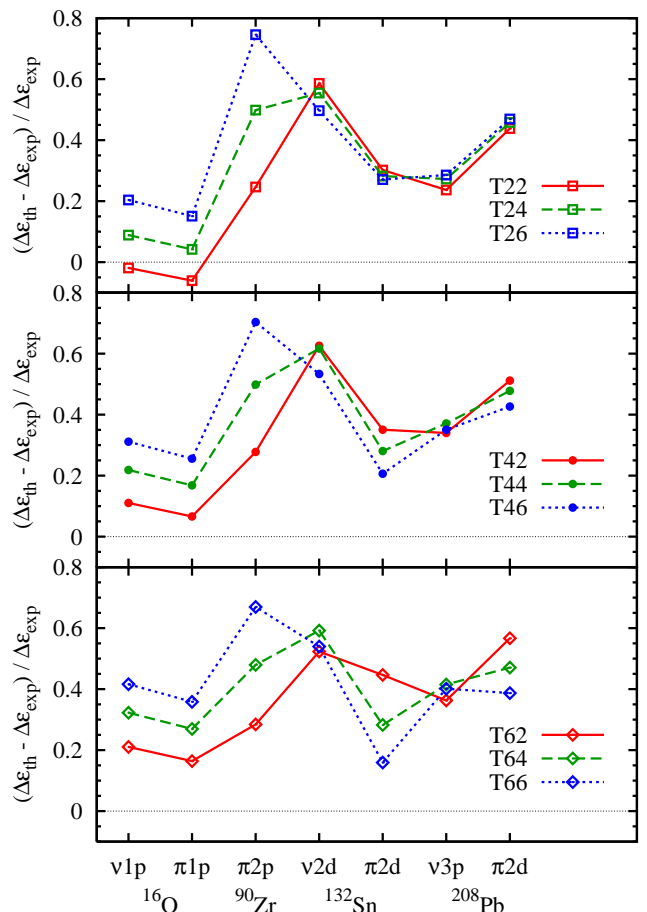 0.8
0.6
0.4
0.2
0
(Δε_th - Δε_exp) / Δε_exp
T22
T24
T26
0.8
0.6
0.4
0.2
0
(Δε_th - Δε_exp) / Δε_exp
T42
T44
T46
0.8
0.6
0.4
0.2
0
(Δε_th - Δε_exp) / Δε_exp
T62
T64
T66
ν1p π1p π2p ν2d π2d ν3p π2d
¹⁶O ⁹⁰Zr ¹³²Sn ²⁰⁸Pb